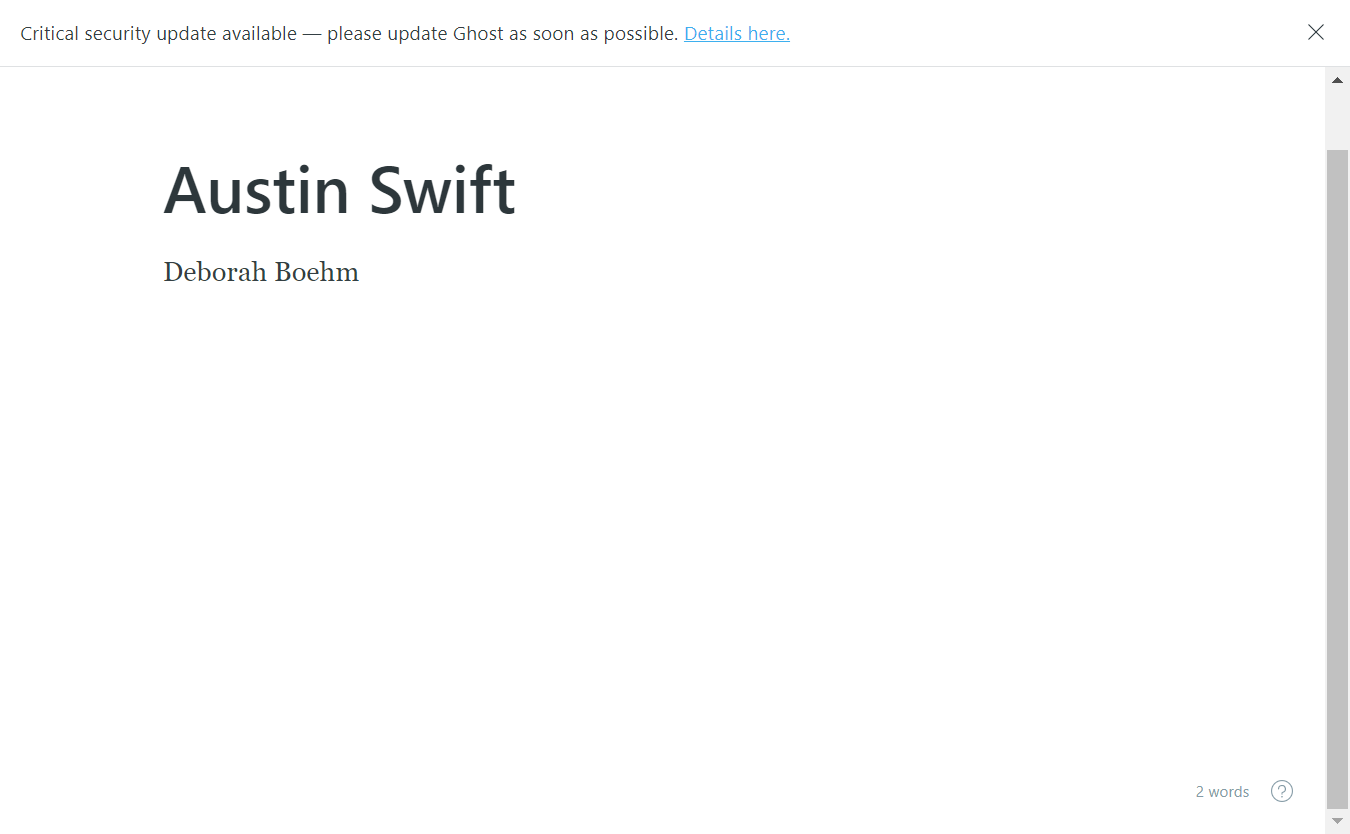 Critical security update available — please update Ghost as soon as possible. Details here.
Austin Swift
Deborah Boehm
2 words
?